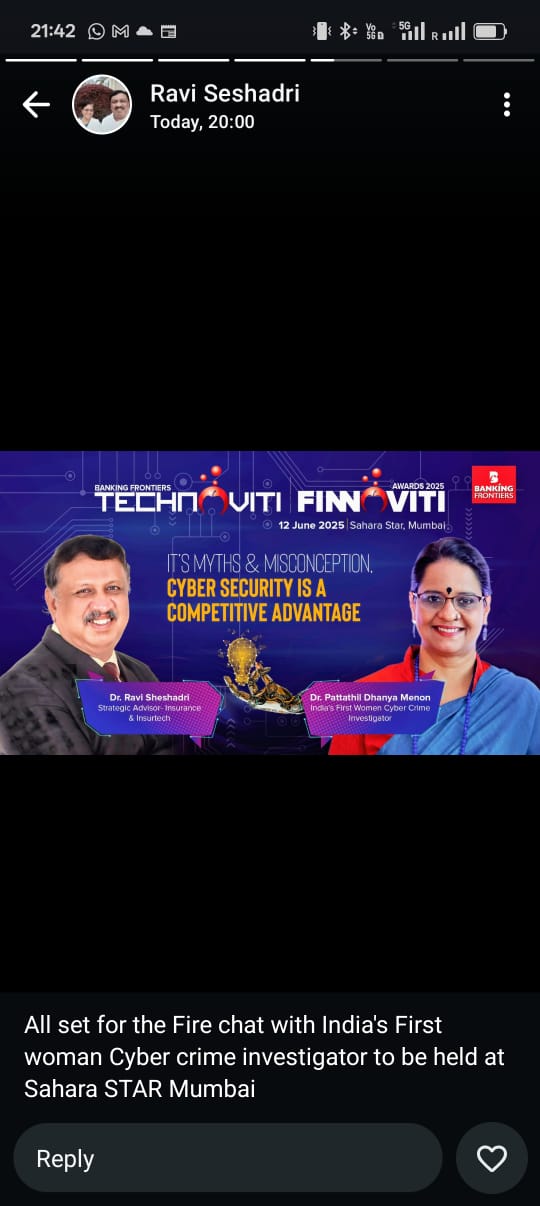 21:42
Vo
5G
5G
R
Ravi Seshadri
Today, 20:00
BANKING FRONTIERS
TECHNOVITI
FINNOVITI
AWARDS 2025
12 June 2025 | Sahara Star, Mumbai
BANKING
FRONTIERS
IT'S MYTHS & MISCONCEPTION,
CYBER SECURITY IS A
COMPETITIVE ADVANTAGE
Dr. Ravi Sheshadri
Strategic Advisor- Insurance
& Insurtech
Dr. Pattathil Dhanya Menon
India's First Women Cyber Crime
Investigator
All set for the Fire chat with India's First
woman Cyber crime investigator to be held at
Sahara STAR Mumbai
Reply